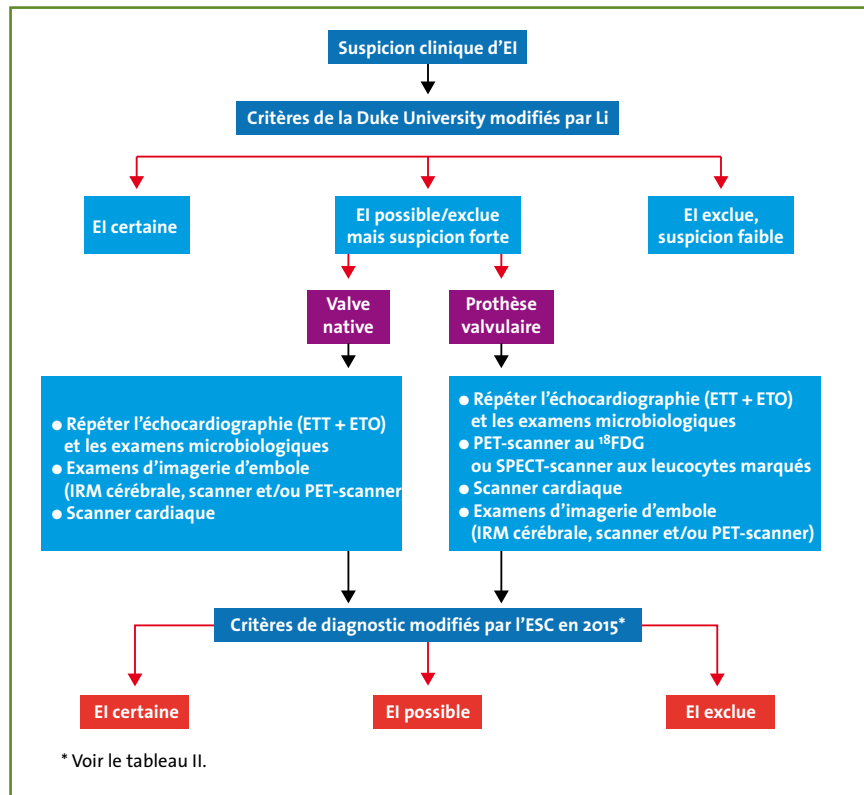 Suspicion clinique d’EI
Critères de la Duke University modifiés par Li
EI certaine
EI possible/exclue
mais suspicion forte
EI exclue,
suspicion faible
Valve
native
Prothèse
valvulaire
● Répéter l’échocardiographie (ETT + ETO)
et les examens microbiologiques
● Examens d’imagerie d’embole
(IRM cérébrale, scanner et/ou PET-scanner
● Scanner cardiaque
● Répéter l’échocardiographie (ETT + ETO)
et les examens microbiologiques
● PET-scanner au ¹⁸FDG
ou SPECT-scanner aux leucocytes marqués
● Scanner cardiaque
● Examens d’imagerie d’embole
(IRM cérébrale, scanner et/ou PET-scanner)
Critères de diagnostic modifiés par l’ESC en 2015*
EI certaine
EI possible
EI exclue
* Voir le tableau II.